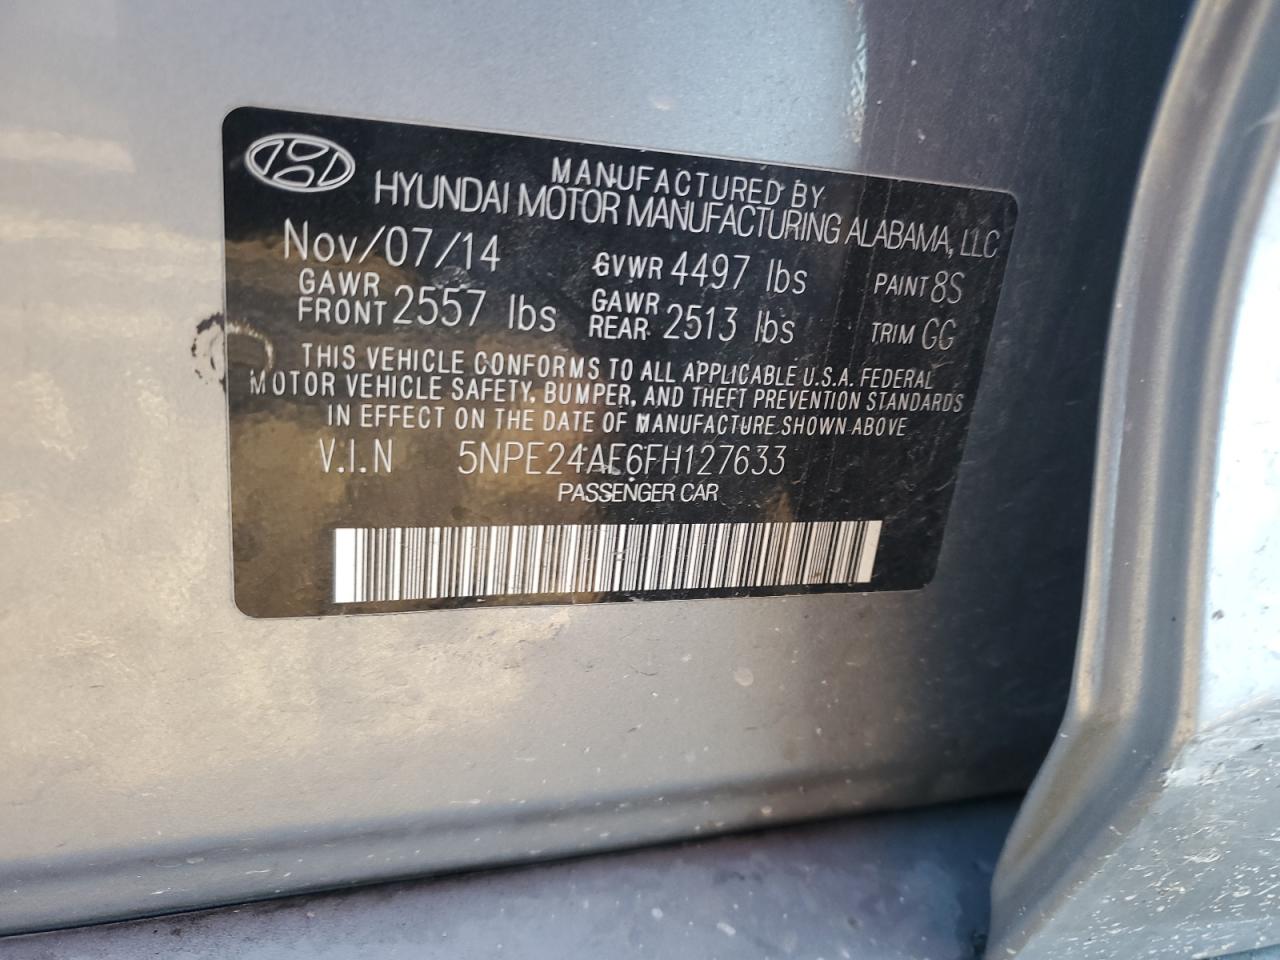 MANUFACTURED BY
HYUNDAI MOTOR MANUFACTURING ALABAMA, LLC
Nov/07/14 GVWR 4497 lbs PAINT 8S
GAWR FRONT 2557 lbs GAWR REAR 2513 lbs TRIM GG
THIS VEHICLE CONFORMS TO ALL APPLICABLE U.S.A. FEDERAL
MOTOR VEHICLE SAFETY, BUMPER, AND THEFT PREVENTION STANDARDS
IN EFFECT ON THE DATE OF MANUFACTURE SHOWN ABOVE
V.I.N 5NPE24AF6FH127633
PASSENGER CAR